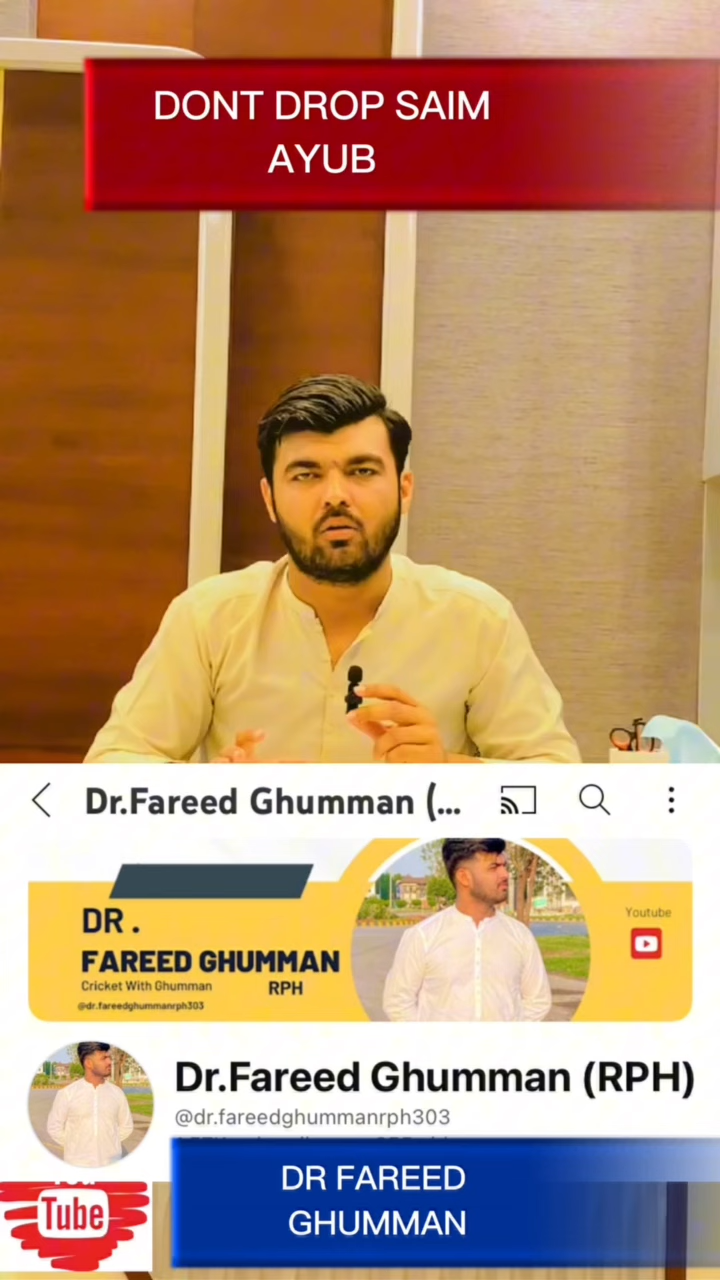 DONT DROP SAIM
AYUB
Dr.Fareed Ghumman (...
DR .
FAREED GHUMMAN
Cricket With Ghumman
RPH
@dr.fareedghummanrph303
Youtube
Dr.Fareed Ghumman (RPH)
@dr.fareedghummanrph303
You
Tube
DR FAREED
GHUMMAN